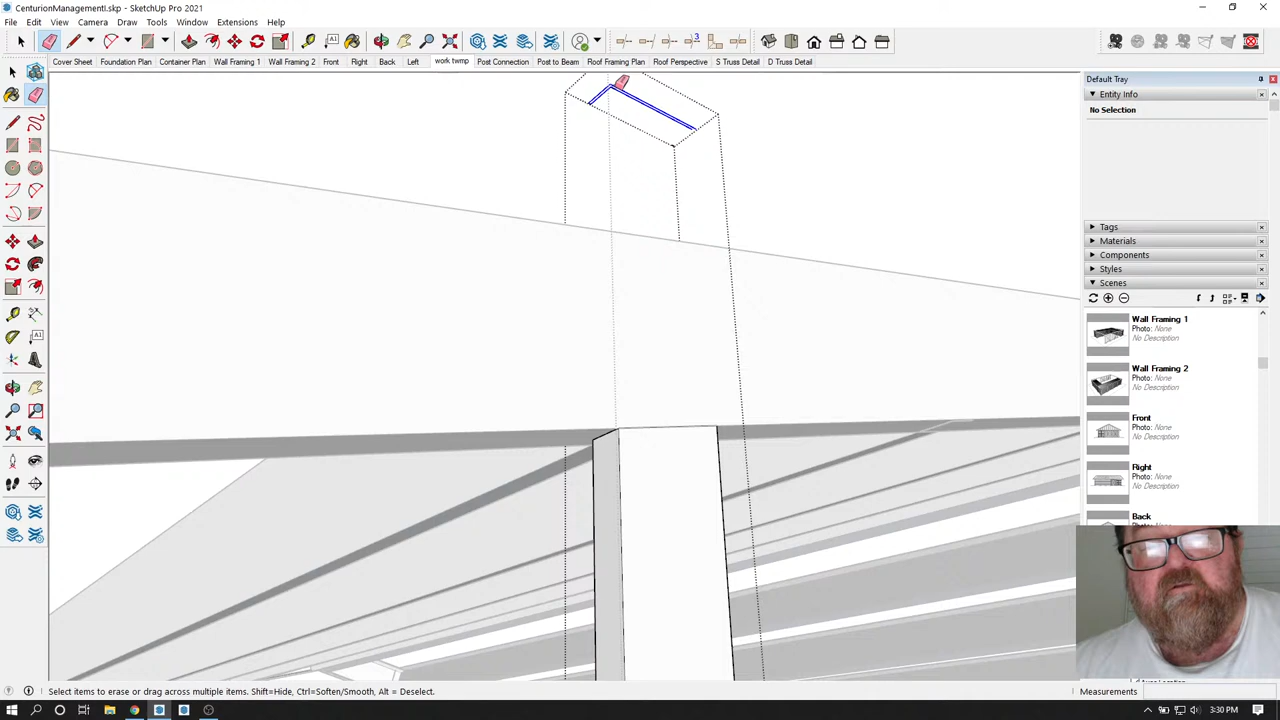 CenturionManagementI.skp - SketchUp Pro 2021
File Edit View Camera Draw Tools Window Extensions Help
3
Cover Sheet Foundation Plan Container Plan Wall Framing 1 Wall Framing 2 Front Right Back Left work twmp Post Connection Post to Beam Roof Framing Plan Roof Perspective S Truss Detail D Truss Detail
Default Tray
Entity Info
No Selection
Tags
Materials
Components
Styles
Scenes
Wall Framing 1
Photo: None
No Description
Wall Framing 2
Photo: None
No Description
Front
Photo: None
No Description
Right
Photo: None
No Description
Back
Select items to erase or drag across multiple items. Shift=Hide, Ctrl=Soften/Smooth, Alt = Deselect.
Measurements
3:30 PM